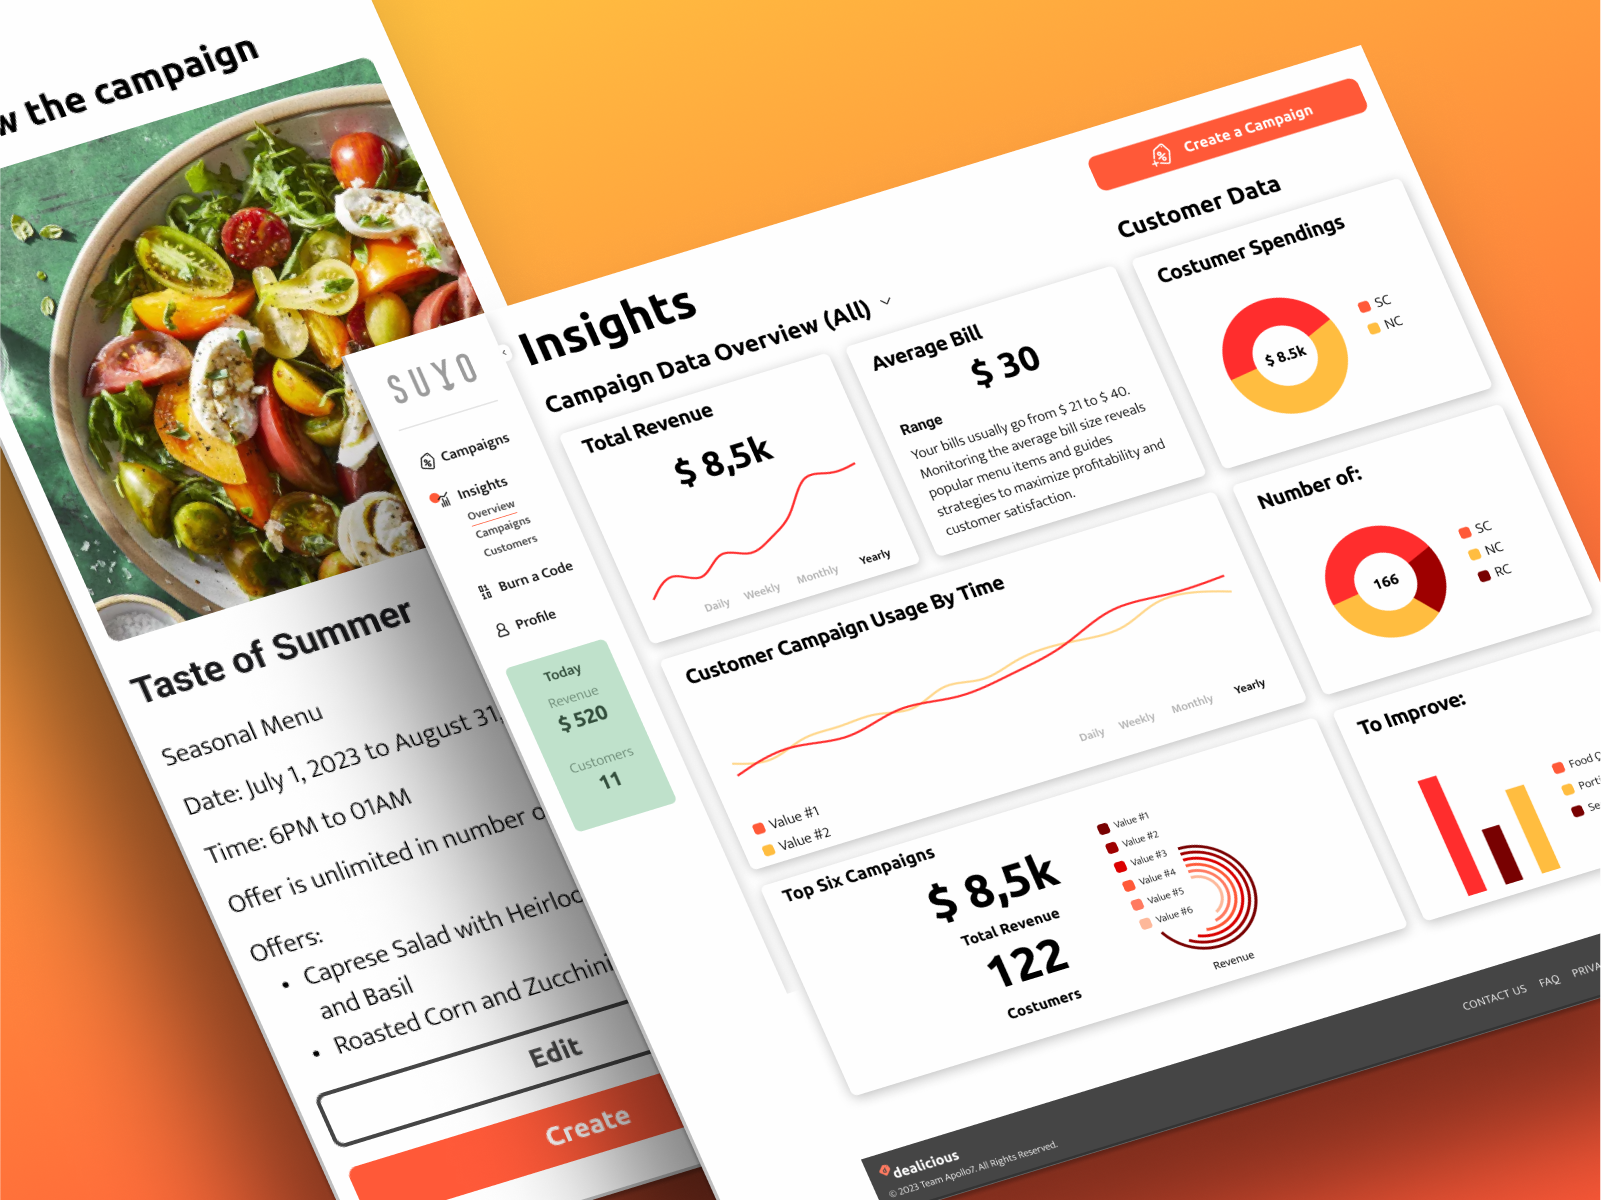 the campaign
Taste of Summer
Seasonal Menu
Date: July 1, 2023 to August 31,
Time: 6PM to 01AM
Offer is unlimited in number
Offers:
• Caprese Salad with
and Basil
• Roasted Corn and Zucchini
Edit
Create
SUYO
Campaigns
Insights
Overview
Campaigns
Customers
Burn a Code
Profile
Today
Revenue
$ 520
Customers
11
Create a Campaign
Insights
Campaign Data Overview (All)
Total Revenue
$ 8,5k
Daily Weekly Monthly Yearly
Average Bill
$ 30
Range
Your bills usually go from $ 21 to $ 40.
Monitoring the average bill size reveals
popular menu items and guides
strategies to maximize profitability and
customer satisfaction.
Customer Campaign Usage By Time
Daily Weekly Monthly Yearly
Value #1
Value #2
Top Six Campaigns
$ 8,5k
Total Revenue
122
Costumers
Value #1
Value #2
Value #3
Value #4
Value #5
Value #6
Revenue
Customer Data
Costumer Spendings
$ 8.5k
SC
NC
Number of:
166
SC
NC
RC
To Improve:
Food
CONTACT US FAQ
dealicious
© 2023 Team Apollo7. All Rights Reserved.